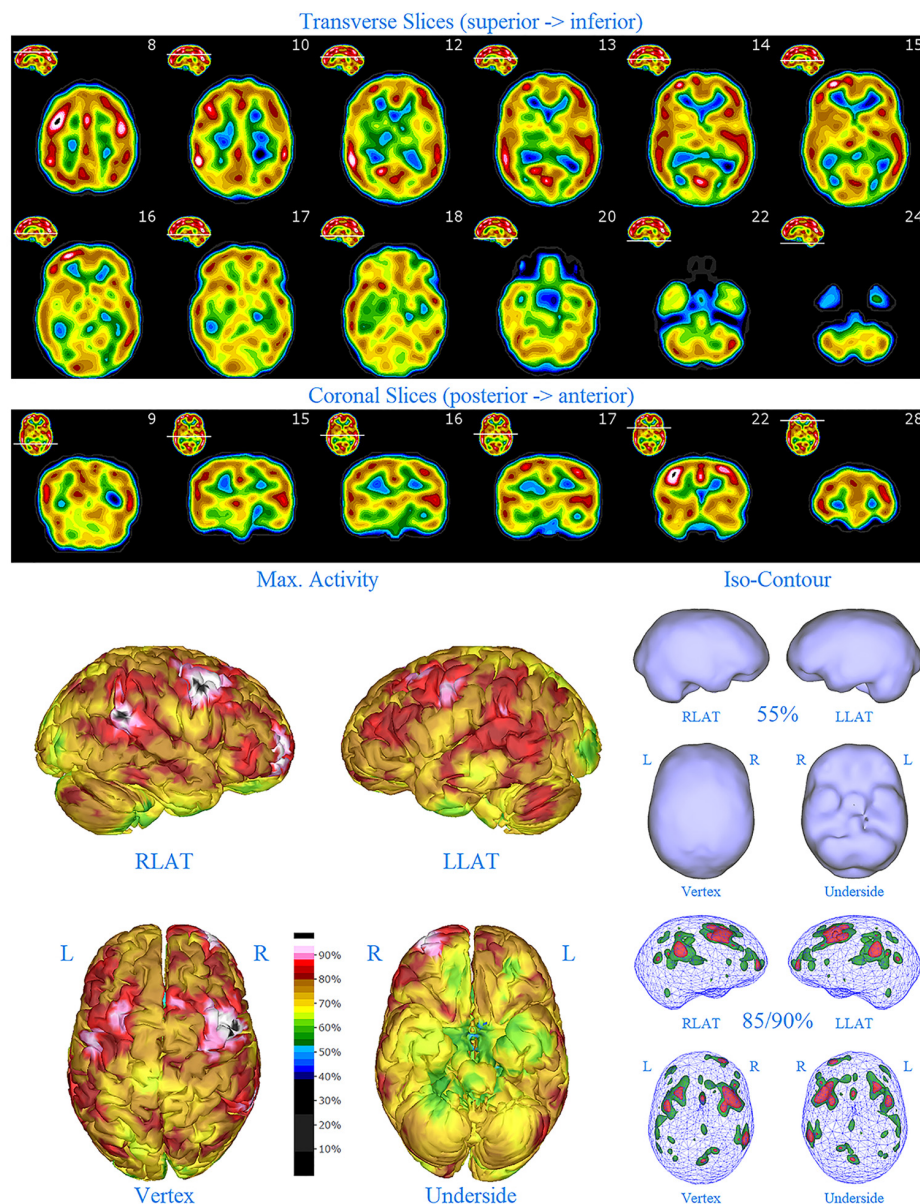 Transverse Slices (superior -> inferior)
8 10 12 13 14 15
16 17 18 20 22 24
Coronal Slices (posterior -> anterior)
9 15 16 17 22 28
Max. Activity
Iso-Contour
RLAT 55% LLAT
L R R L
Vertex Underside
RLAT LLAT
L R R L
90%
80%
70%
60%
50%
40%
30%
20%
10%
Vertex Underside
RLAT 85/90% LLAT
L R R L
Vertex Underside